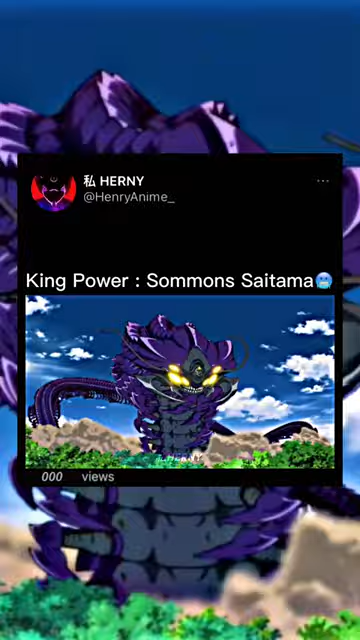 私 HERNY
@HenryAnime_
King Power : Sommons Saitama🥶
000 views